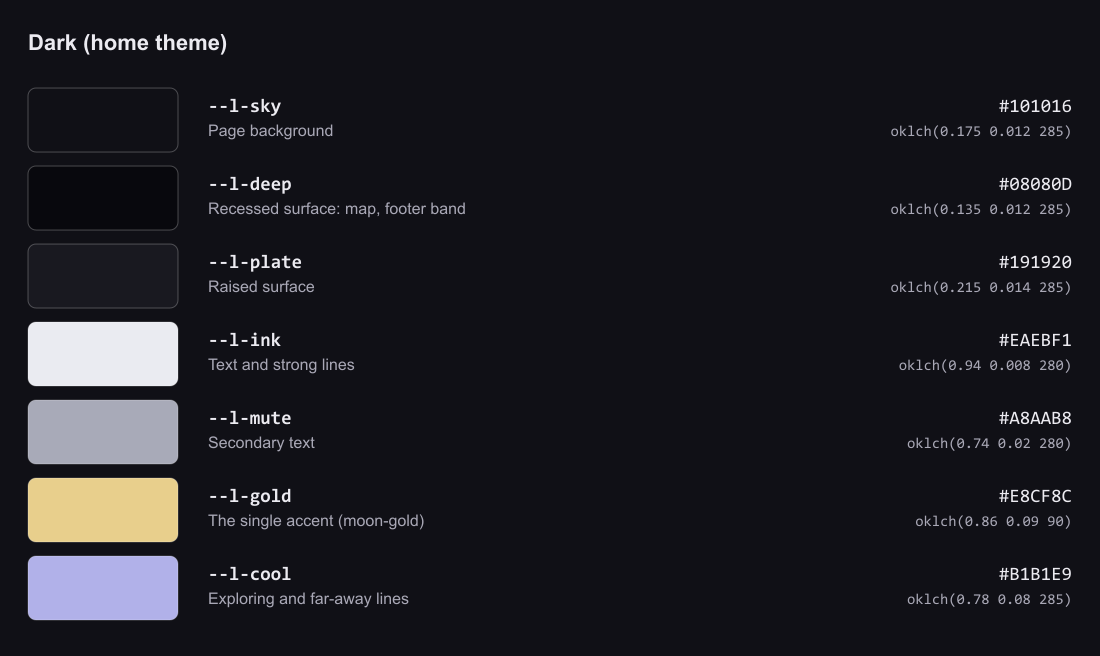 Dark (home theme)
--l-sky
#101016
Page background
oklch(0.175 0.012 285)
--l-deep
#08080D
Recessed surface: map, footer band
oklch(0.135 0.012 285)
--l-plate
#191920
Raised surface
oklch(0.215 0.014 285)
--l-ink
#EAEBF1
Text and strong lines
oklch(0.94 0.008 280)
--l-mute
#A8AAB8
Secondary text
oklch(0.74 0.02 280)
--l-gold
#E8CF8C
The single accent (moon-gold)
oklch(0.86 0.09 90)
--l-cool
#B1B1E9
Exploring and far-away lines
oklch(0.78 0.08 285)